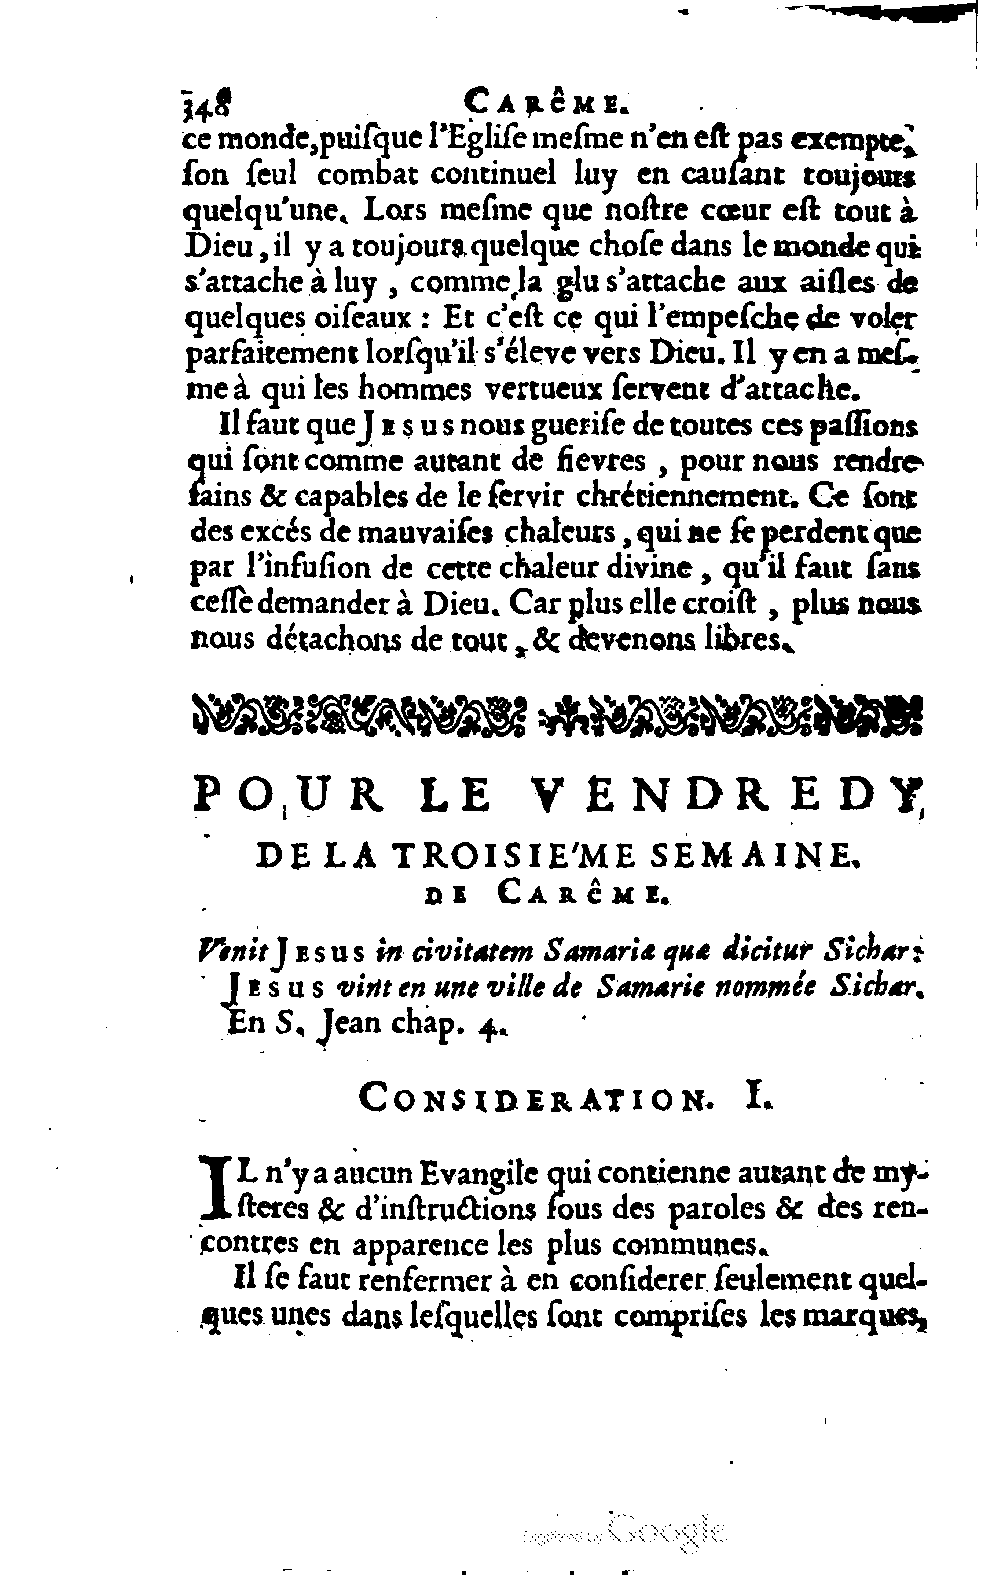 348 CARÊME.
ce monde, puiſque l'Egliſe meſme n'en eſt pas exempte,
ſon ſeul combat continuel luy en cauſant toujours
quelqu'une. Lors meſme que noſtre cœur eſt tout à
Dieu, il y a toujours quelque choſe dans le monde qui
s'attache à luy, comme la glu s'attache aux aiſles de
quelques oiſeaux : Et c'eſt ce qui l'empeſche de voler
parfaitement lorſqu'il s'éleve vers Dieu. Il y en a meſ-
me à qui les hommes vertueux ſervent d'attache.
Il faut que JESUS nous gueriſe de toutes ces paſſions
qui ſont comme autant de fievres, pour nous rendre
ſains & capables de le ſervir chrétiennement. Ce ſont
des excés de mauvaiſes chaleurs, qui ne ſe perdent que
par l'infuſion de cette chaleur divine, qu'il faut ſans
ceſſe demander à Dieu. Car plus elle croiſt, plus nous
nous détachons de tout, & devenons libres.
POUR LE VENDREDY
DE LA TROISIE'ME SEMAINE.
DE CARÊME.
Venit JESUS in civitatem Samariæ quæ dicitur Sichar:
JESUS vint en une ville de Samarie nommée Sichar.
En S. Jean chap. 4.
CONSIDERATION. I.
IL n'y a aucun Evangile qui contienne autant de my-
ſteres & d'inſtructions ſous des paroles & des ren-
contres en apparence les plus communes.
Il ſe faut renfermer à en conſiderer ſeulement quel-
ques unes dans leſquelles ſont compriſes les marques,
Digitized by Google